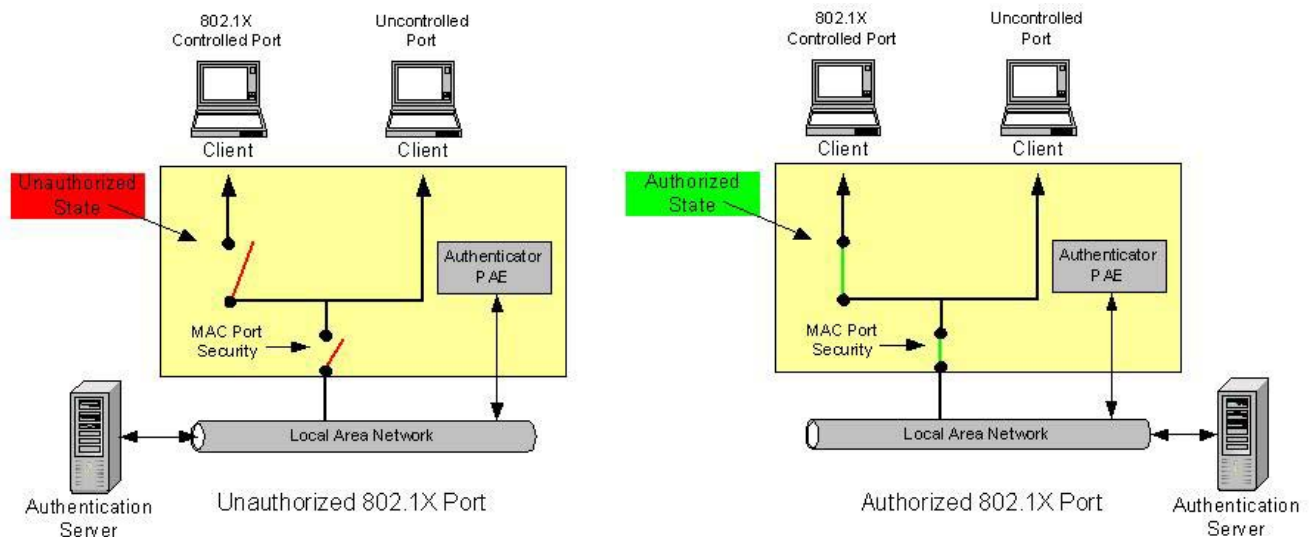 802.1X
Controlled Port
Uncontrolled
Port
Client
Client
Unauthorized
State
Authenticator
PAE
MAC Port
Security
Local Area Network
Authentication
Server
Unauthorized 802.1X Port
802.1X
Controlled Port
Uncontrolled
Port
Client
Client
Authorized
State
Authenticator
PAE
MAC Port
Security
Local Area Network
Authorized 802.1X Port
Authentication
Server